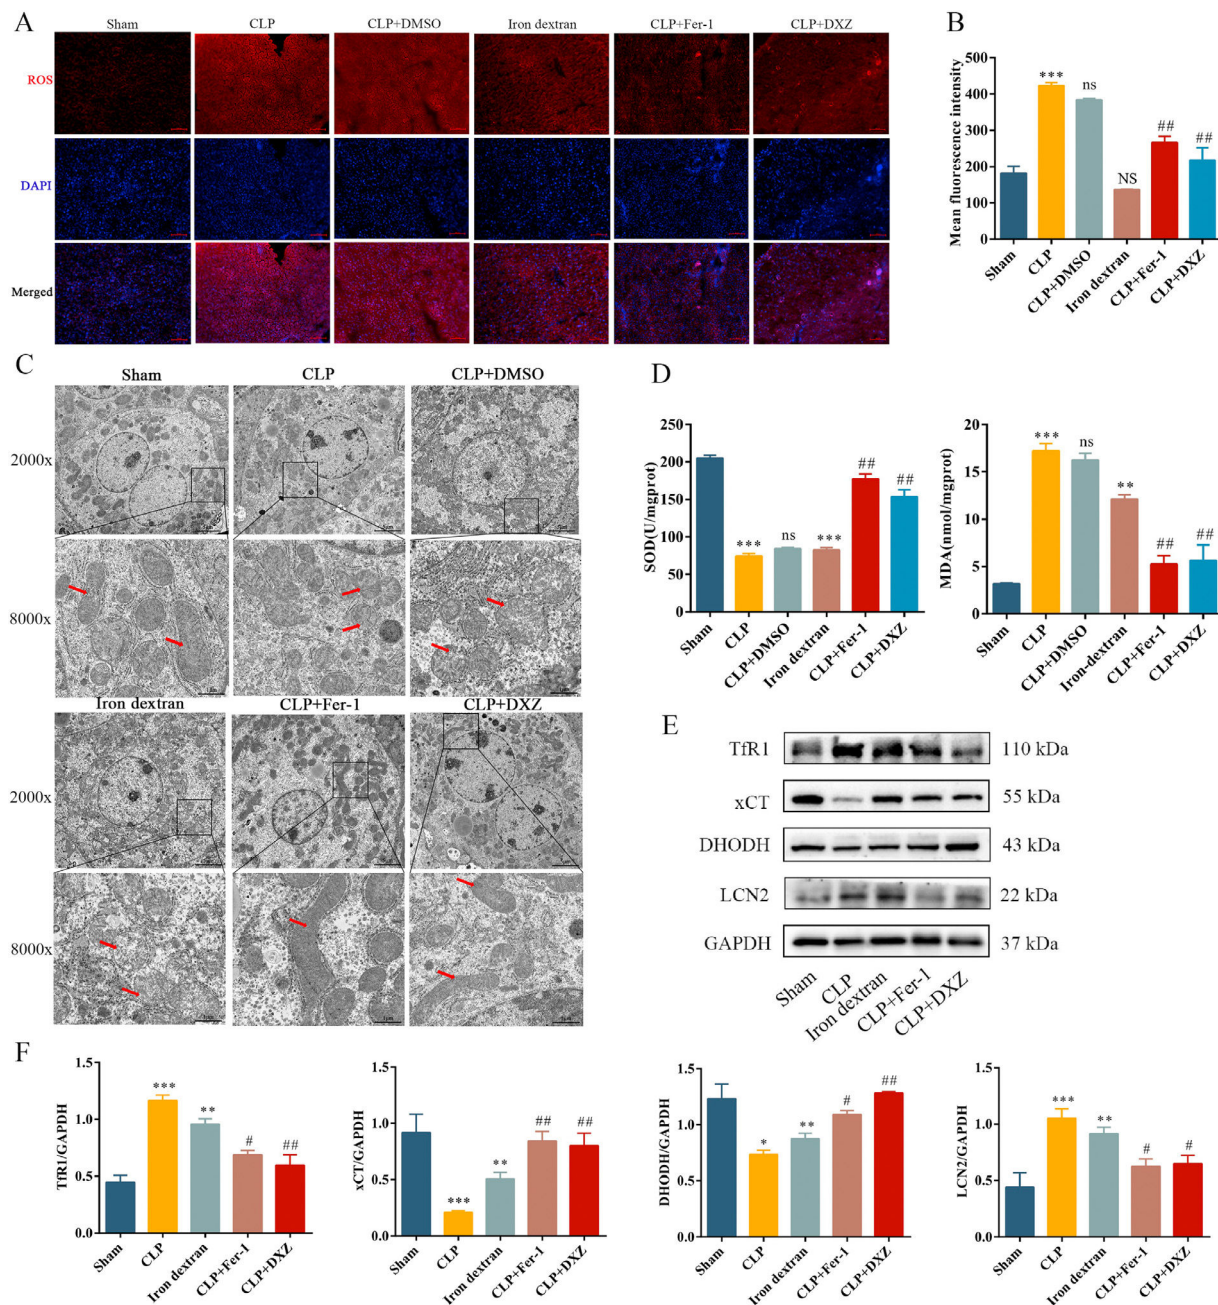 A
Sham CLP CLP+DMSO Iron dextran CLP+Fer-1 CLP+DXZ
ROS
DAPI
Merged
B
Mean fluorescence intensity
500
400
300
200
100
0
*** ns NS ## ##
Sham CLP CLP+DMSO Iron dextran CLP+Fer-1 CLP+DXZ
C
Sham CLP CLP+DMSO
2000x
8000x
Iron dextran CLP+Fer-1 CLP+DXZ
2000x
8000x
D
SOD(U/mgprot)
250
200
150
100
50
0
*** ns *** ## ##
Sham CLP CLP+DMSO Iron dextran CLP+Fer-1 CLP+DXZ
MDA(nmol/mgprot)
20
15
10
5
0
*** ns ** ## ##
Sham CLP CLP+DMSO Iron-dextran CLP+Fer-1 CLP+DXZ
E
TfR1 110 kDa
xCT 55 kDa
DHODH 43 kDa
LCN2 22 kDa
GAPDH 37 kDa
Sham CLP Iron dextran CLP+Fer-1 CLP+DXZ
F
TfR1/GAPDH
1.5
1.0
0.5
0.0
*** ** # ##
Sham CLP Iron dextran CLP+Fer-1 CLP+DXZ
xCT/GAPDH
1.5
1.0
0.5
0.0
*** ** ## ##
Sham CLP Iron dextran CLP+Fer-1 CLP+DXZ
DHODH/GAPDH
1.5
1.0
0.5
0.0
* ** # ##
Sham CLP Iron dextran CLP+Fer-1 CLP+DXZ
LCN2/GAPDH
1.5
1.0
0.5
0.0
*** ** # #
Sham CLP Iron dextran CLP+Fer-1 CLP+DXZ